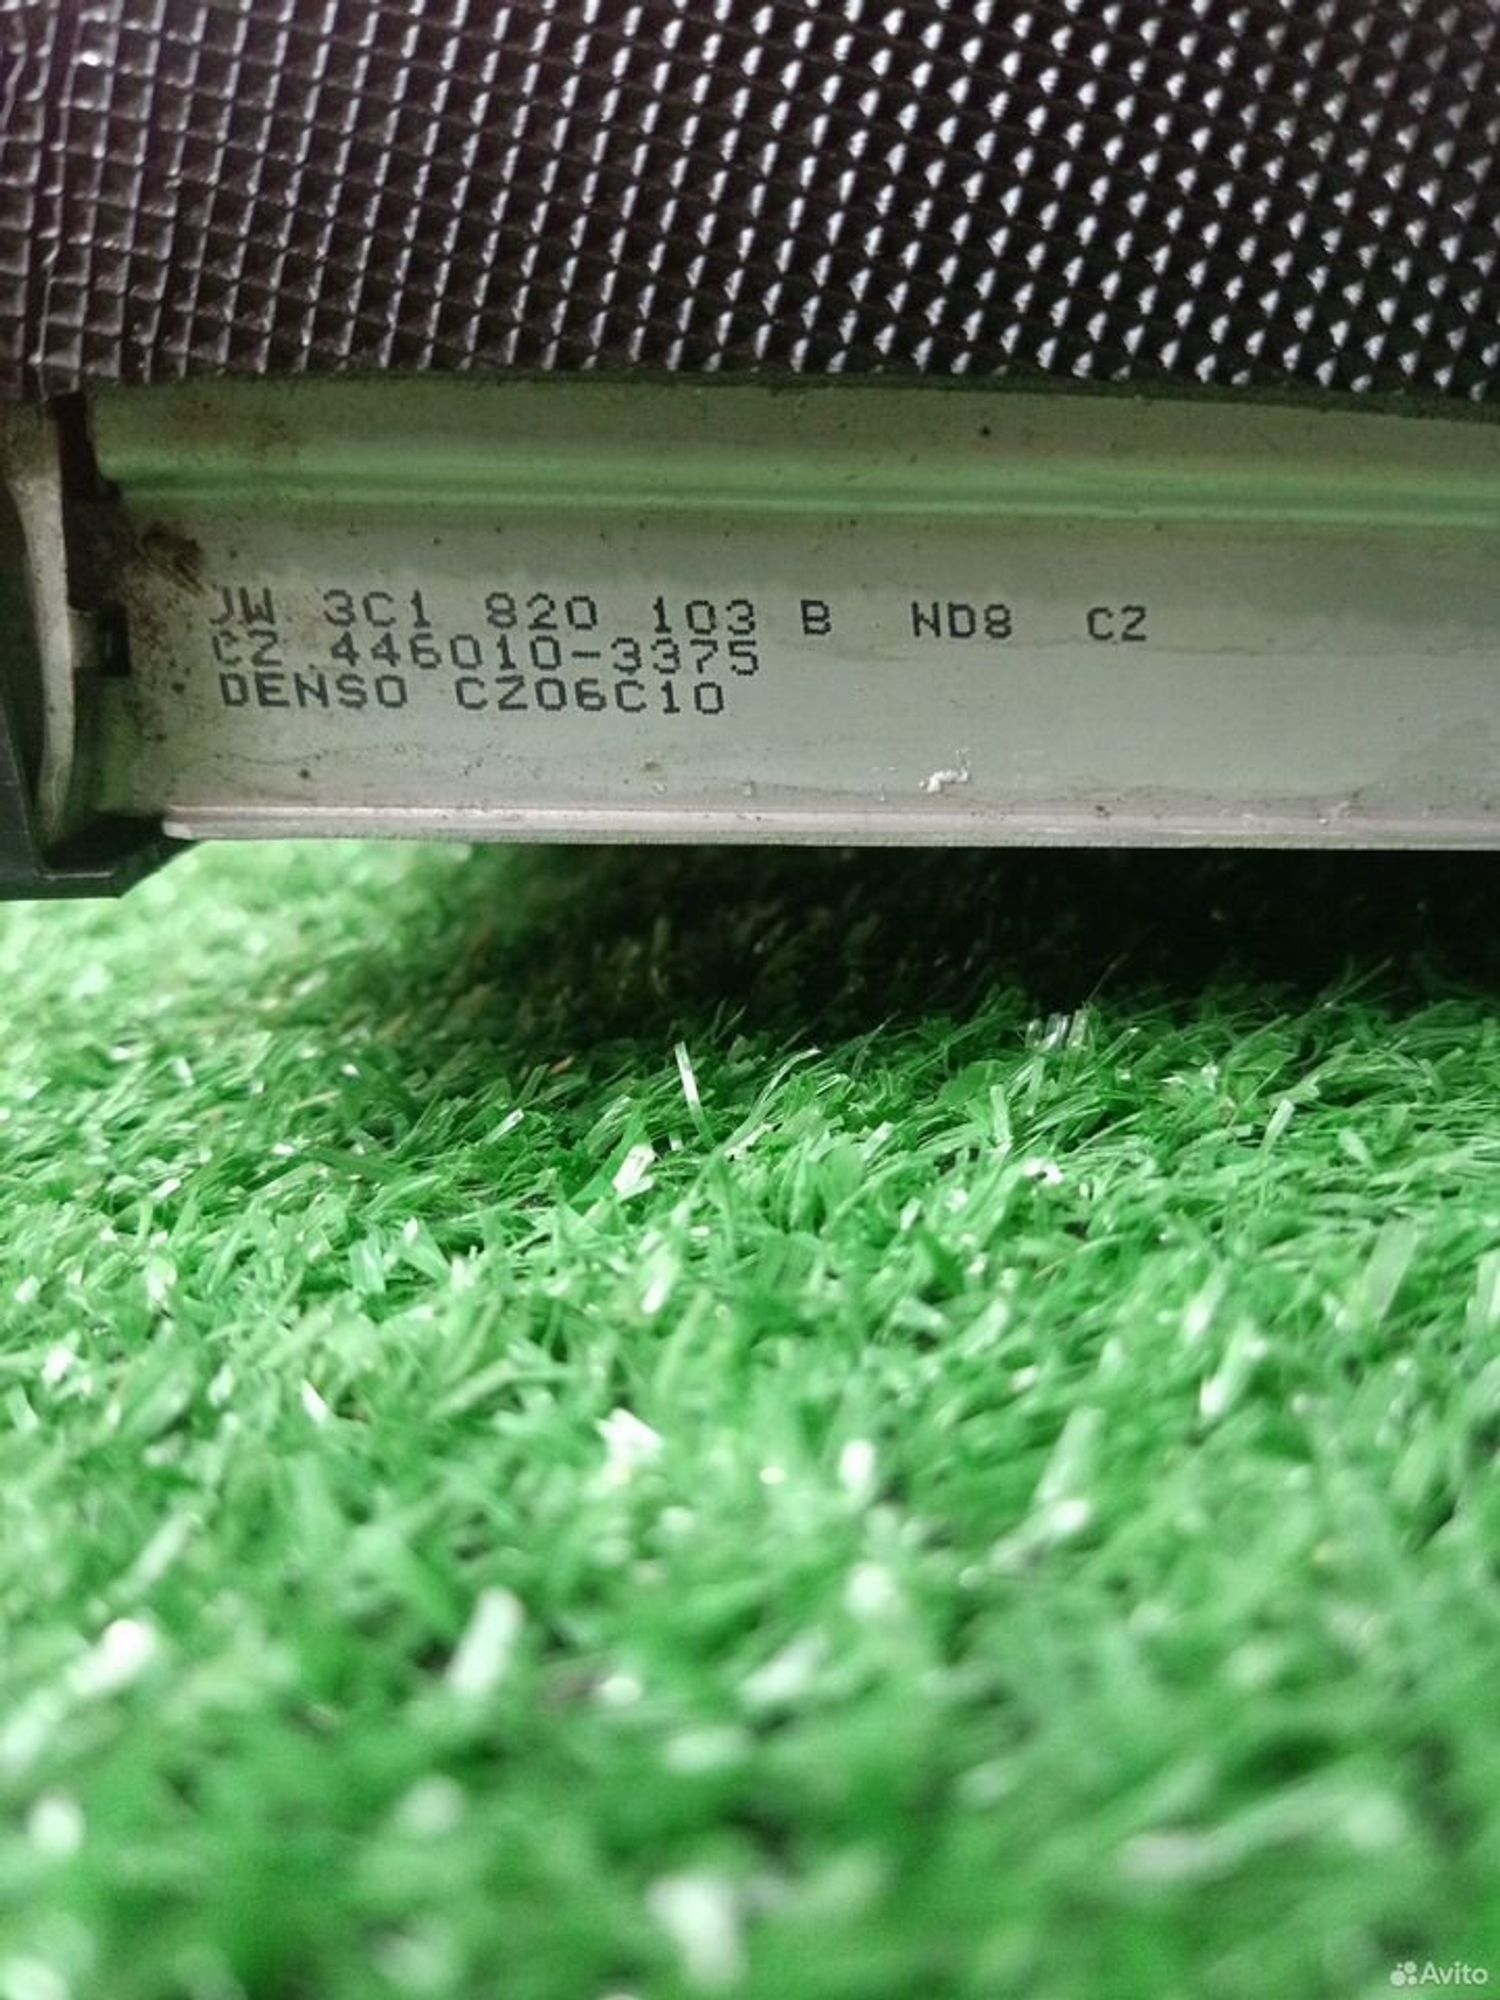 JW 3C1 820 103 B ND8 CZ
CZ 446010-3375
DENSO CZ06C10
Avito